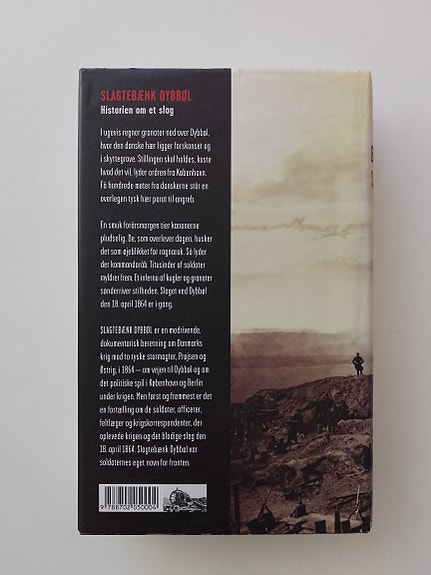 SLAGTEBÆNK DYBBØL
Historien om et slag
I ugevis regner granater ned over Dybbøl,
hvor den danske hær ligger forskanset og
i skyttegrave. Stillingen skal holdes, koste
hvad det vil, lyder ordren fra København.
Få hundrede meter fra danskerne står en
overlegen tysk hær parat til angreb.
En smuk forårsmorgen tier kanonerne
pludselig. De, som overlever dagen, husker
det som øjeblikket før ragnarok. Så lyder
der kommandoråb. Titusinder af soldater
myldrer frem. Et inferno af kugler og granater
sønderriver stilheden. Slaget ved Dybbøl
den 18. april 1864 er i gang.
SLAGTEBÆNK DYBBØL er en medrivende,
dokumentarisk beretning om Danmarks
krig mod to tyske stormagter, Prøjsen og
Østrig, i 1864 – om vejen til Dybbøl og om
det politiske spil i København og Berlin
under krigen. Men først og fremmest er det
en fortælling om de soldater, officerer,
feltlæger og krigskorrespondenter, der
oplevede krigen og det blodige slag den
18. april 1864. Slagtebænk Dybbøl var
soldaternes eget navn for fronten.
9 788702 050004